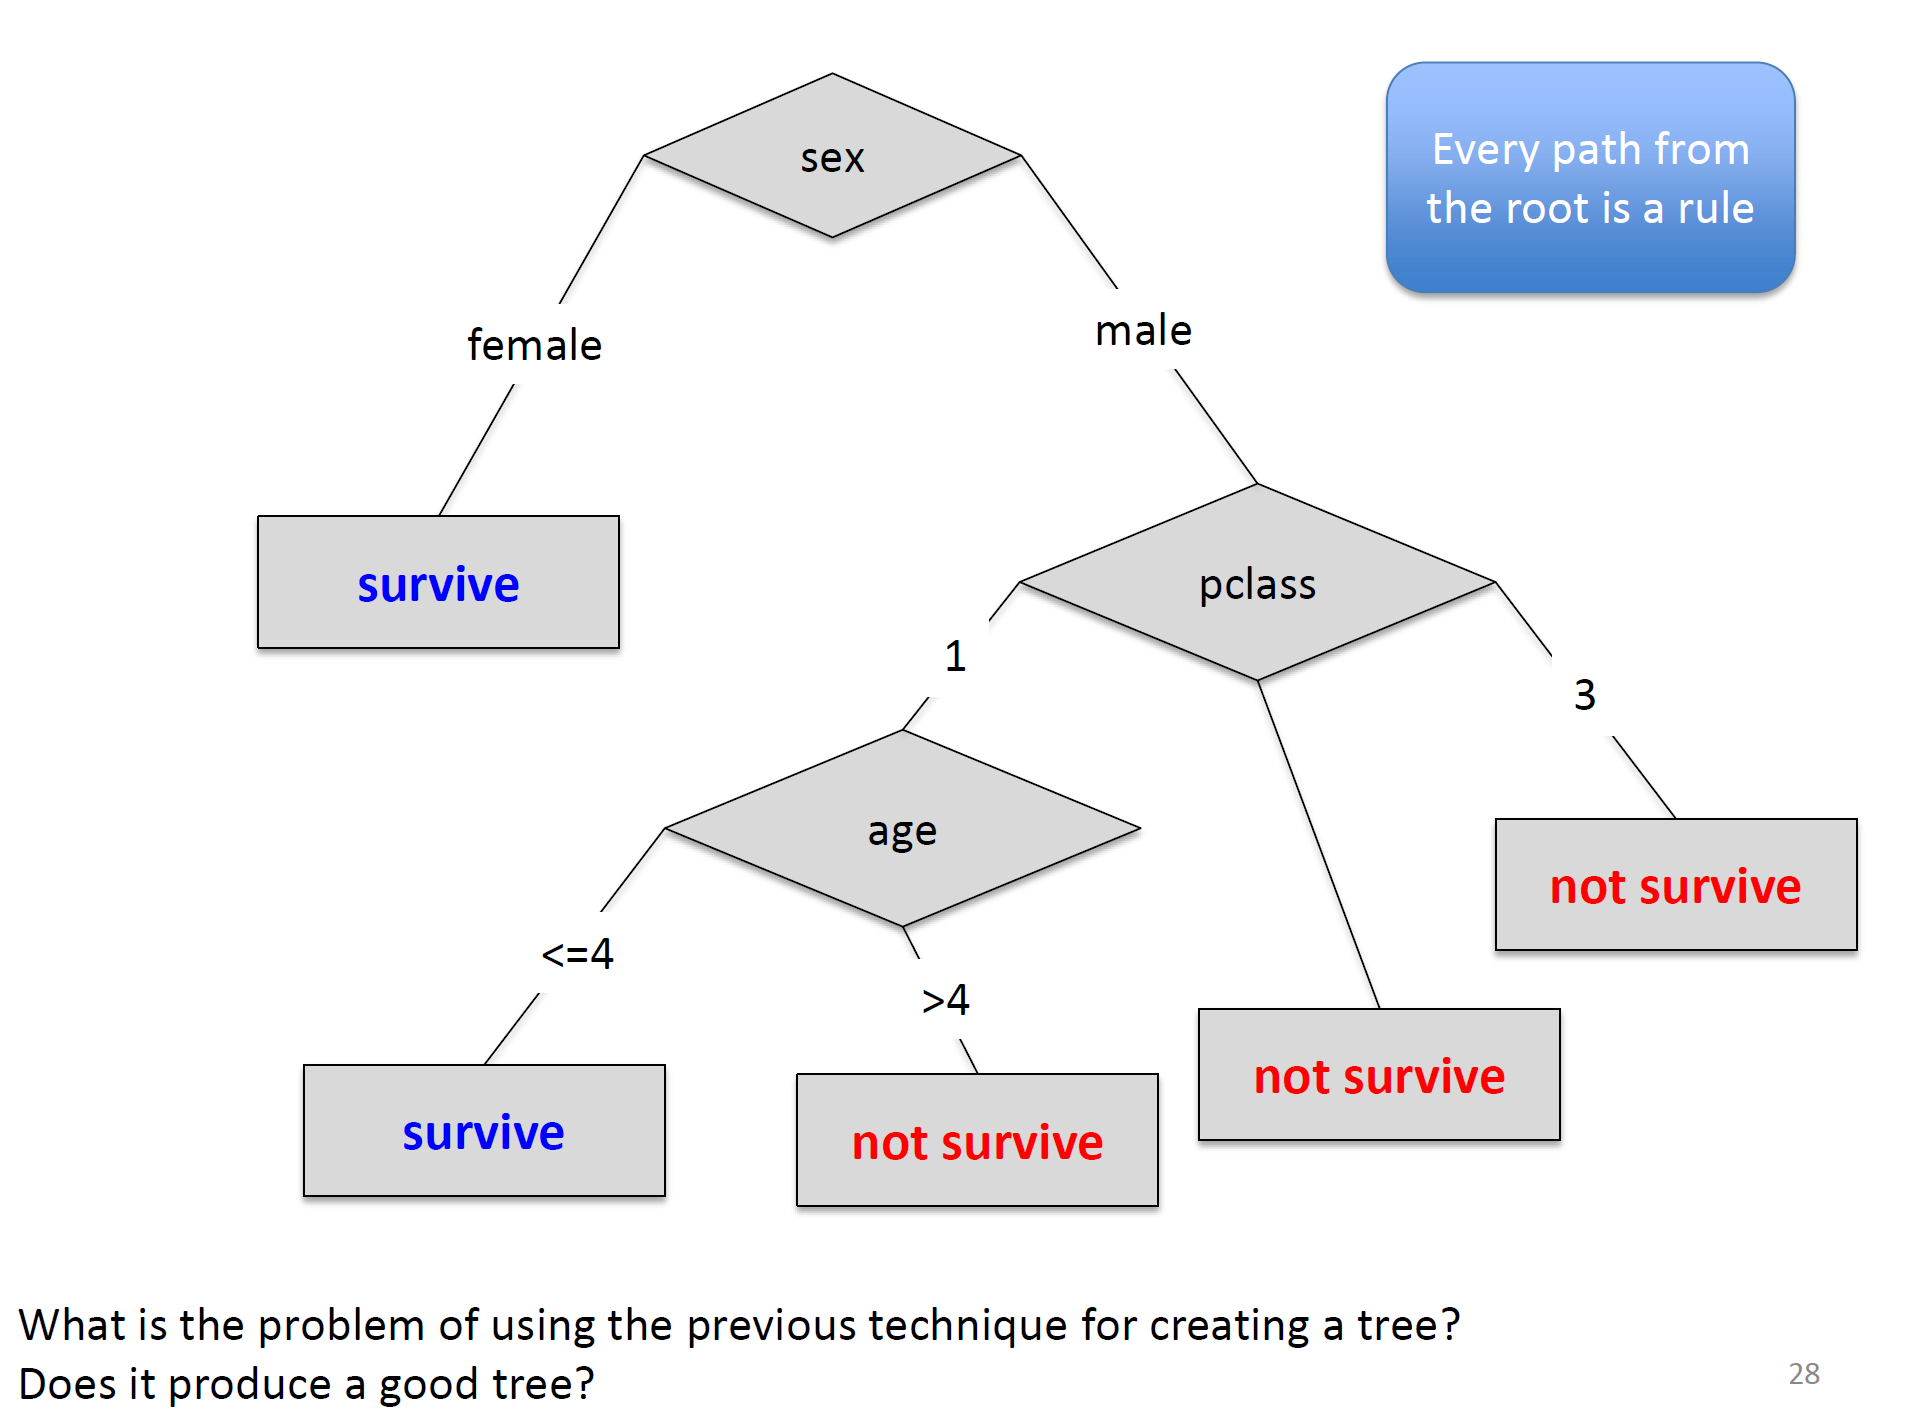 sex
Every path from
the root is a rule
female
male
survive
pclass
1
3
age
not survive
<=4
>4
not survive
survive
not survive
What is the problem of using the previous technique for creating a tree?
Does it produce a good tree?
28